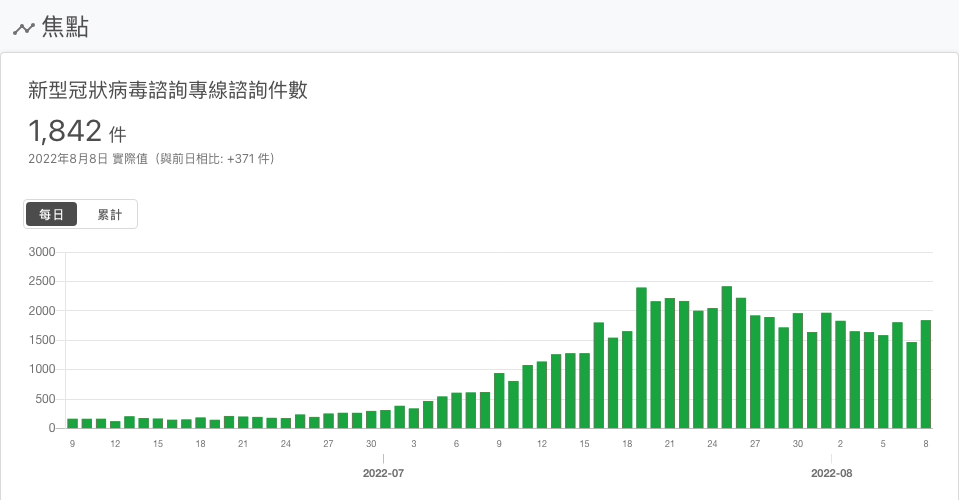 焦點
新型冠狀病毒諮詢專線諮詢件數
1,842 件
2022年8月8日 實際值（與前日相比: +371 件）
每日 累計
3000
2500
2000
1500
1000
500
0
9 12 15 18 21 24 27 30 3 6 9 12 15 18 21 24 27 30 2 5 8
2022-07 2022-08